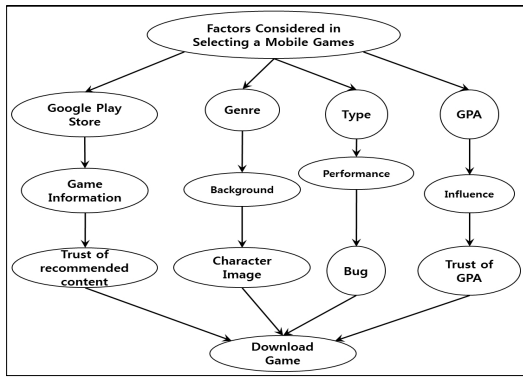 Factors Considered in
Selecting a Mobile Games
Google Play
Store
Genre
Type
GPA
Game
Information
Background
Performance
Influence
Trust of
recommended
content
Character
Image
Bug
Trust of
GPA
Download
Game